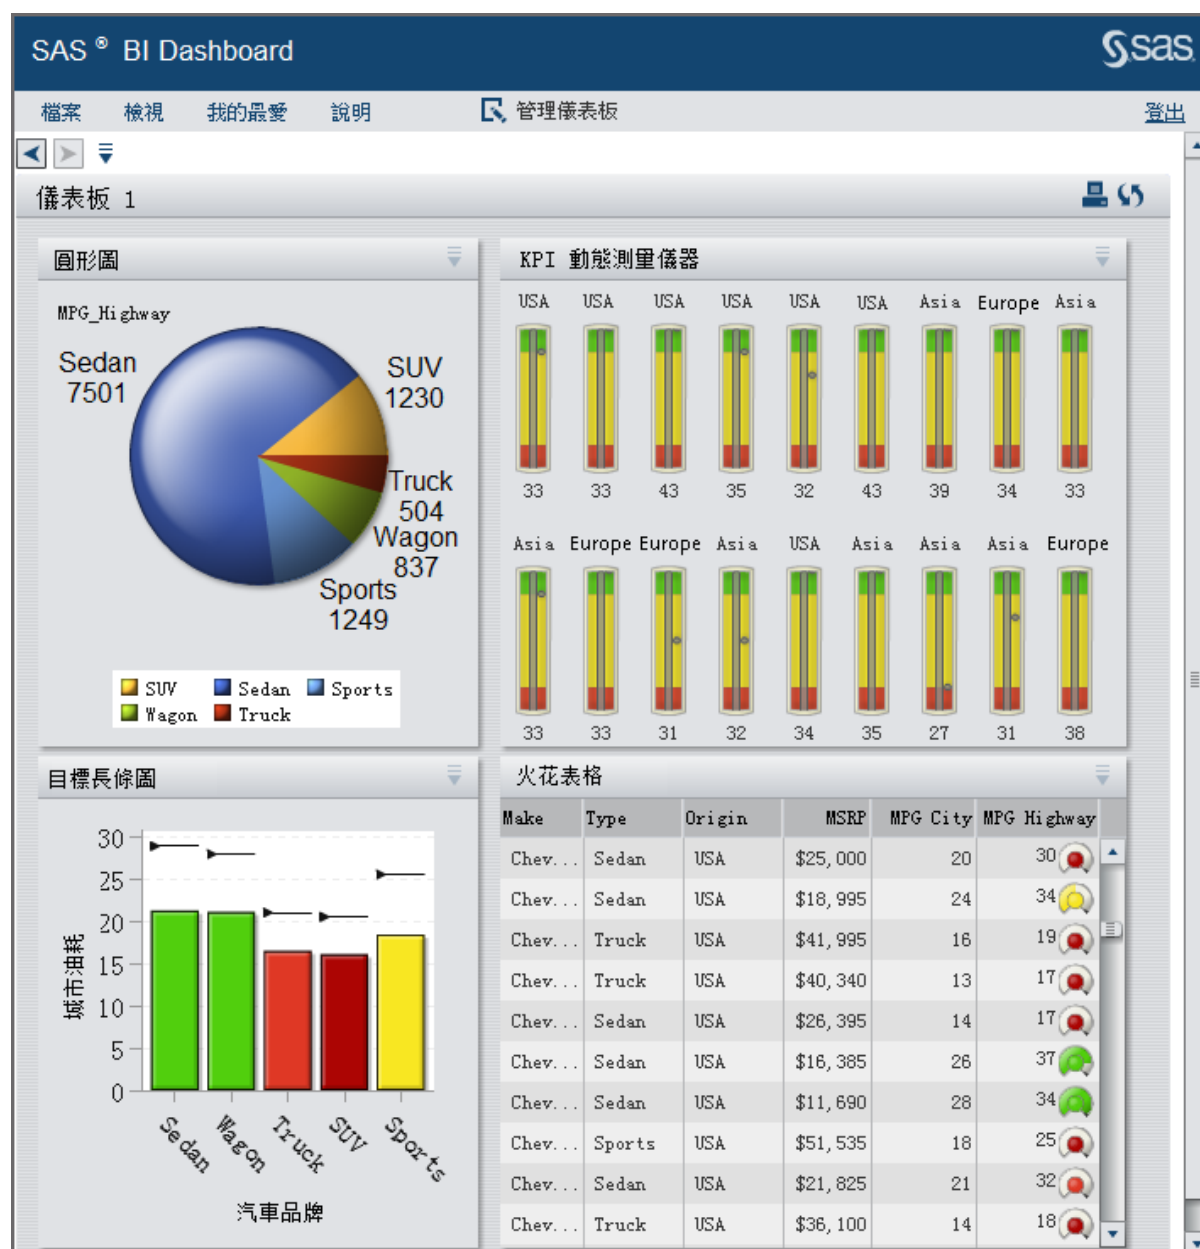 SAS ® BI Dashboard
sas
檔案 檢視 我的最愛 說明 管理儀表板 登出
儀表板 1
圓形圖
MPG_Highway
Sedan
7501
SUV
1230
Truck
504
Wagon
837
Sports
1249
SUV Sedan Sports
Wagon Truck
KPI 動態測量儀器
USA USA USA USA USA USA Asia Europe Asia
33 33 43 35 32 43 39 34 33
Asia Europe Europe Asia USA Asia Asia Asia Europe
33 33 31 32 34 35 27 31 38
目標長條圖
30
25
20
15
10
5
0
城市油耗
Sedan Wagon Truck SUV Sports
汽車品牌
火花表格
Make Type Origin MSRP MPG City MPG Highway
Chev... Sedan USA $25,000 20 30
Chev... Sedan USA $18,995 24 34
Chev... Truck USA $41,995 16 19
Chev... Truck USA $40,340 13 17
Chev... Sedan USA $26,395 14 17
Chev... Sedan USA $16,385 26 37
Chev... Sedan USA $11,690 28 34
Chev... Sports USA $51,535 18 25
Chev... Sedan USA $21,825 21 32
Chev... Truck USA $36,100 14 18